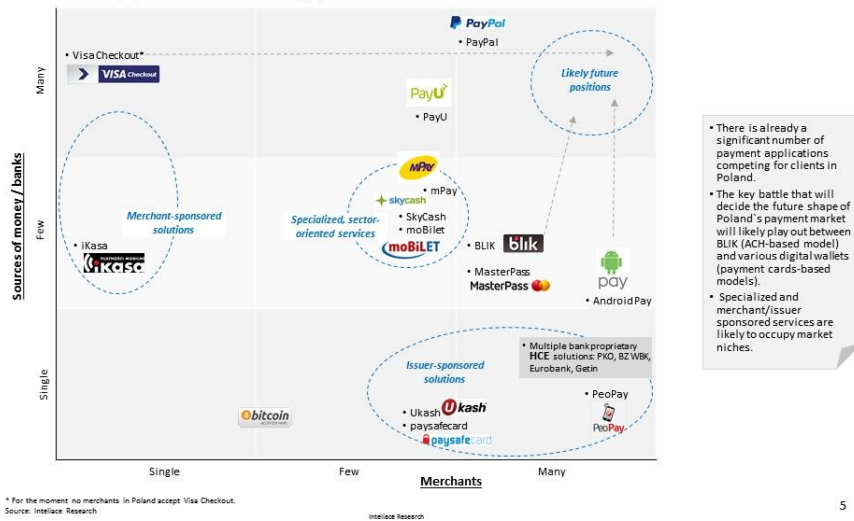 PayPal
• PayPal
• Visa Checkout*
VISA Checkout
Likely future
positions
PayU
• PayU
Many
mPAY
• mPay
skycash
• SkyCash
• moBilet
moBiLET
Merchant-sponsored
solutions
Specialized, sector-
oriented services
• iKasa
PŁATNOŚCI MOBILNE
iKasa
• BLIK
blik
• MasterPass
MasterPass
pay
• Android Pay
Few
Sources of money / banks
• Multiple bank proprietary
HCE solutions: PKO, BZ WBK,
Eurobank, Getin
Issuer-sponsored
solutions
• PeoPay
PeoPay
bitcoin
ACCEPTED HERE
• Ukash
Ukash
• paysafecard
paysafecard
Single
Single
Few
Many
Merchants
• There is already a
significant number of
payment applications
competing for clients in
Poland.
• The key battle that will
decide the future shape of
Poland`s payment market
will likely play out between
BLIK (ACH-based model)
and various digital wallets
(payment cards-based
models).
• Specialized and
merchant/issuer
sponsored services are
likely to occupy market
niches.
* For the moment no merchants in Poland accept Visa Checkout.
Source: Inteliace Research
Inteliace Research
5